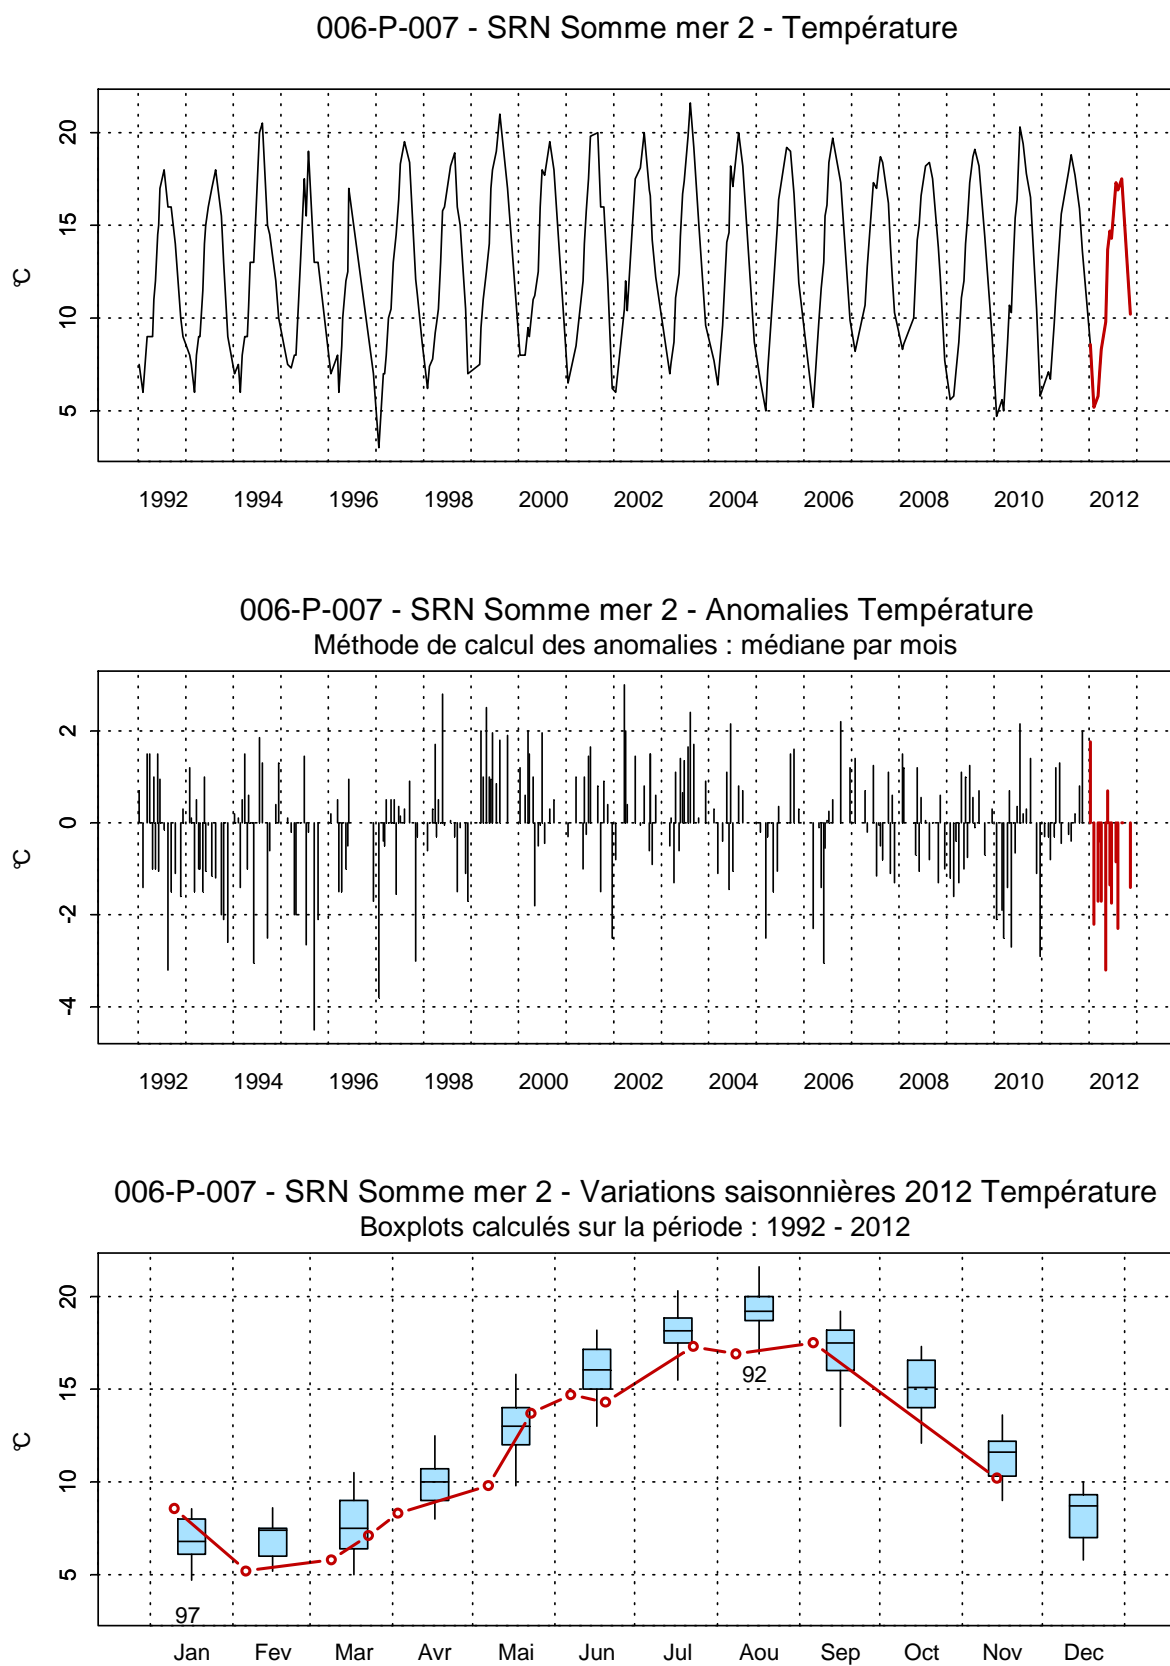 006-P-007 - SRN Somme mer 2 - Température
20
15
10
5
°C
1992 1994 1996 1998 2000 2002 2004 2006 2008 2010 2012
006-P-007 - SRN Somme mer 2 - Anomalies Température
Méthode de calcul des anomalies : médiane par mois
2
0
-2
-4
°C
1992 1994 1996 1998 2000 2002 2004 2006 2008 2010 2012
006-P-007 - SRN Somme mer 2 - Variations saisonnières 2012 Température
Boxplots calculés sur la période : 1992 - 2012
20
15
10
5
°C
92
97
Jan Fev Mar Avr Mai Jun Jul Aou Sep Oct Nov Dec